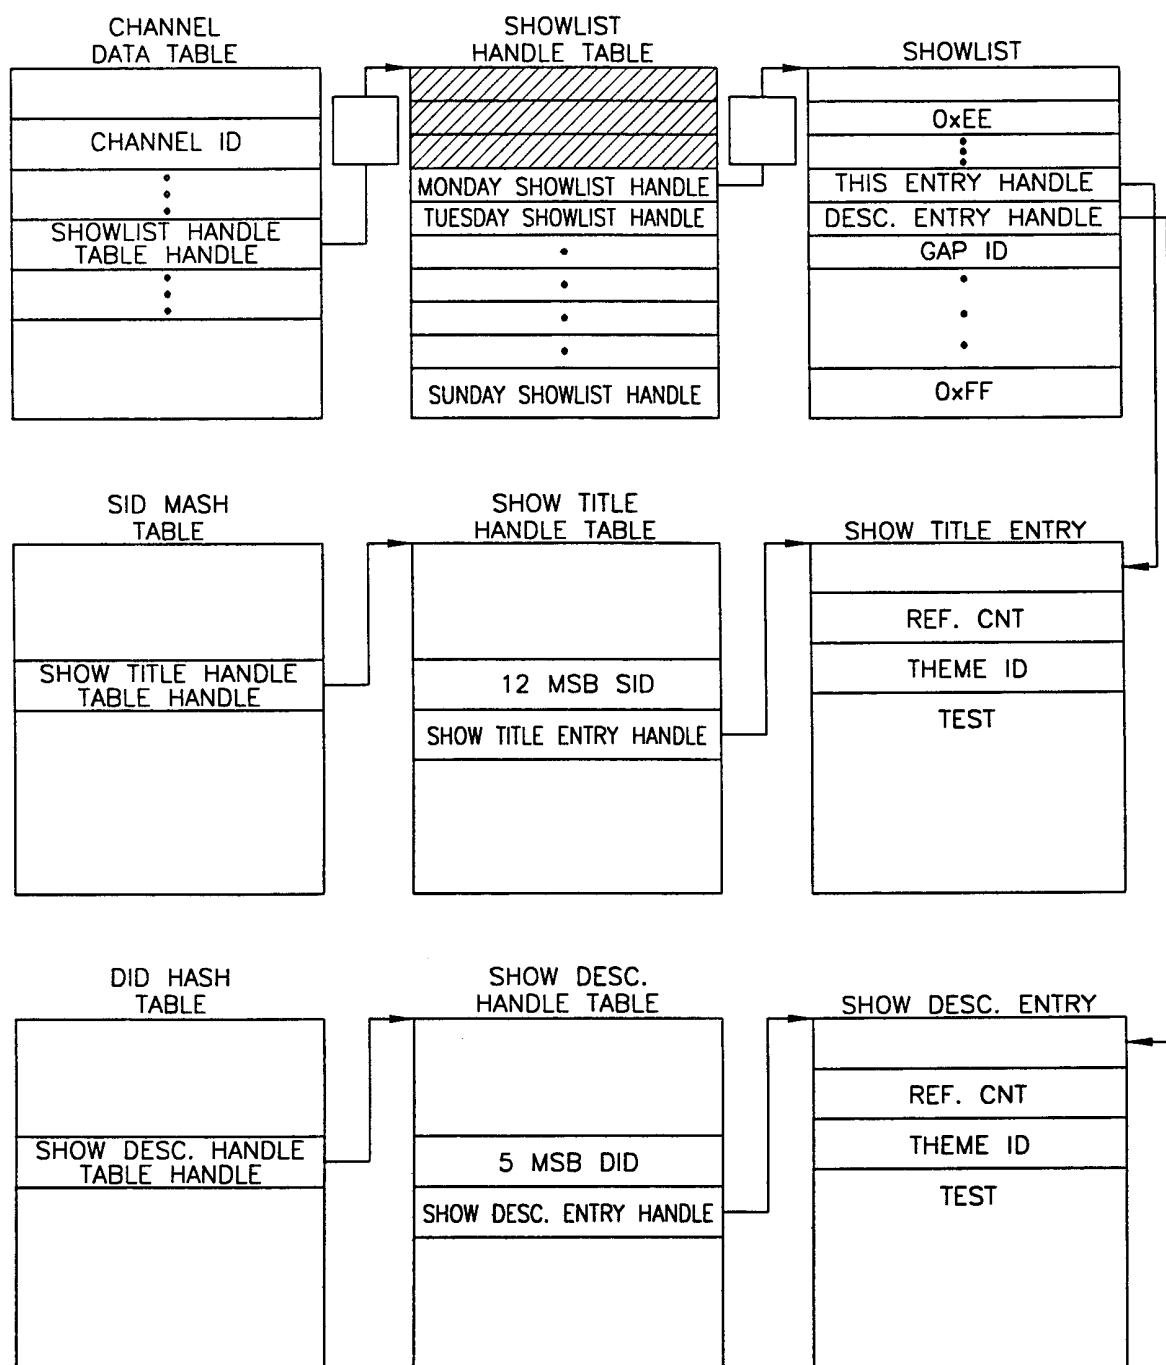 CHANNEL
DATA TABLE
CHANNEL ID
SHOWLIST HANDLE
TABLE HANDLE
SHOWLIST
HANDLE TABLE
MONDAY SHOWLIST HANDLE
TUESDAY SHOWLIST HANDLE
SUNDAY SHOWLIST HANDLE
SHOWLIST
0xEE
THIS ENTRY HANDLE
DESC. ENTRY HANDLE
GAP ID
0xFF
SID MASH
TABLE
SHOW TITLE HANDLE
TABLE HANDLE
SHOW TITLE
HANDLE TABLE
12 MSB SID
SHOW TITLE ENTRY HANDLE
SHOW TITLE ENTRY
REF. CNT
THEME ID
TEST
DID HASH
TABLE
SHOW DESC. HANDLE
TABLE HANDLE
SHOW DESC.
HANDLE TABLE
5 MSB DID
SHOW DESC. ENTRY HANDLE
SHOW DESC. ENTRY
REF. CNT
THEME ID
TEST